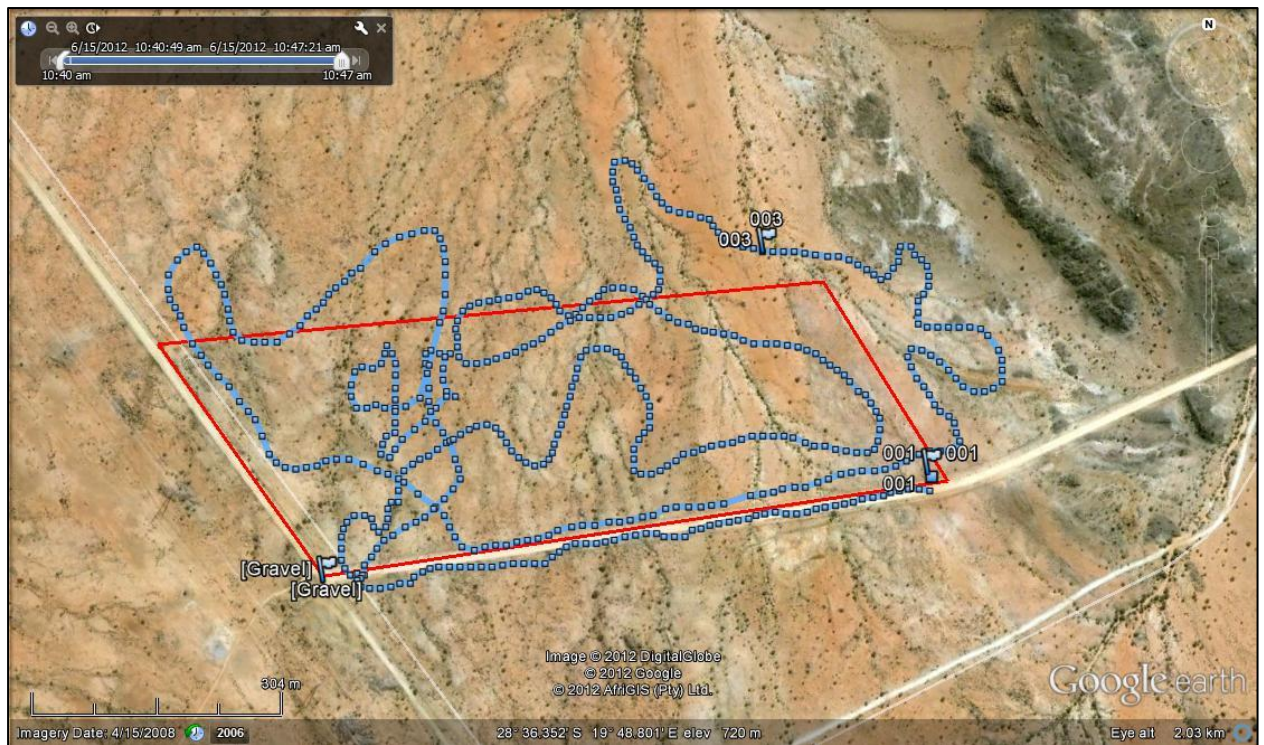 6/15/2012 10:40:49 am 6/15/2012 10:47:21 am
10:40 am 10:47 am
N
003
003
001 001
001
[Gravel]
[Gravel]
Image © 2012 DigitalGlobe
© 2012 Google
© 2012 AfriGIS (Pty) Ltd.
304 m
Google earth
Imagery Date: 4/15/2008 2006 28° 36.352' S 19° 48.801' E elev 720 m Eye alt 2.03 km